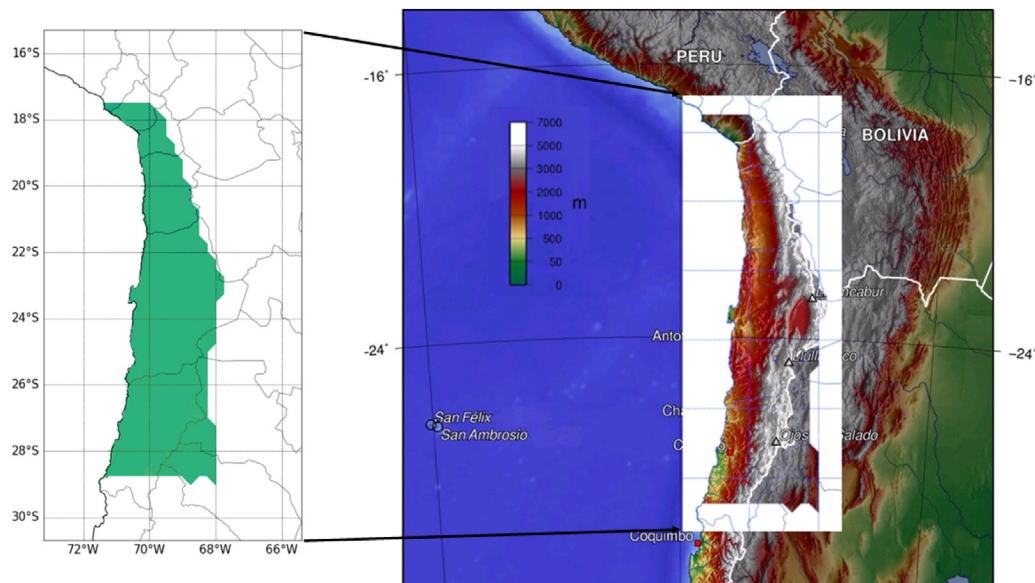 16°S
18°S
20°S
22°S
24°S
26°S
28°S
30°S
72°W
70°W
68°W
66°W
PERU
BOLIVIA
-16°
-16°
7000
5000
3000
2000
1000
500
50
0
m
-24°
-24°
Antof
San Félix
San Ambrosio
Coquimbo